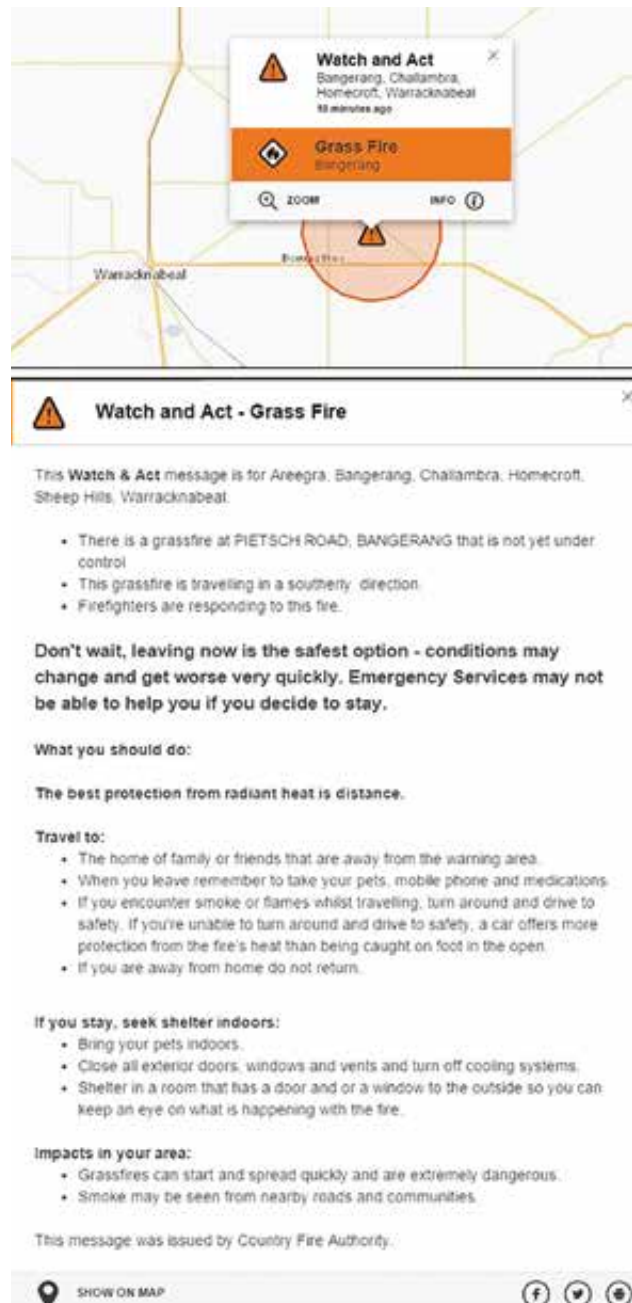 Watch and Act
Bangerang, Challambra,
Homecroft, Warracknabeal
10 minutes ago
Grass Fire
Bangerang
ZOOM INFO
Warracknabeal
Watch and Act - Grass Fire
This Watch & Act message is for Areegra, Bangerang, Challambra, Homecroft,
Sheep Hills, Warracknabeal.
• There is a grassfire at PIETSCH ROAD, BANGERANG that is not yet under
control
• This grassfire is travelling in a southerly direction.
• Firefighters are responding to this fire.
Don't wait, leaving now is the safest option - conditions may
change and get worse very quickly. Emergency Services may not
be able to help you if you decide to stay.
What you should do:
The best protection from radiant heat is distance.
Travel to:
• The home of family or friends that are away from the warning area.
• When you leave remember to take your pets, mobile phone and medications.
• If you encounter smoke or flames whilst travelling, turn around and drive to
safety. If you're unable to turn around and drive to safety, a car offers more
protection from the fire's heat than being caught on foot in the open.
• If you are away from home do not return.
If you stay, seek shelter indoors:
• Bring your pets indoors.
• Close all exterior doors, windows and vents and turn off cooling systems.
• Shelter in a room that has a door and or a window to the outside so you can
keep an eye on what is happening with the fire.
Impacts in your area:
• Grassfires can start and spread quickly and are extremely dangerous.
• Smoke may be seen from nearby roads and communities.
This message was issued by Country Fire Authority.
SHOW ON MAP